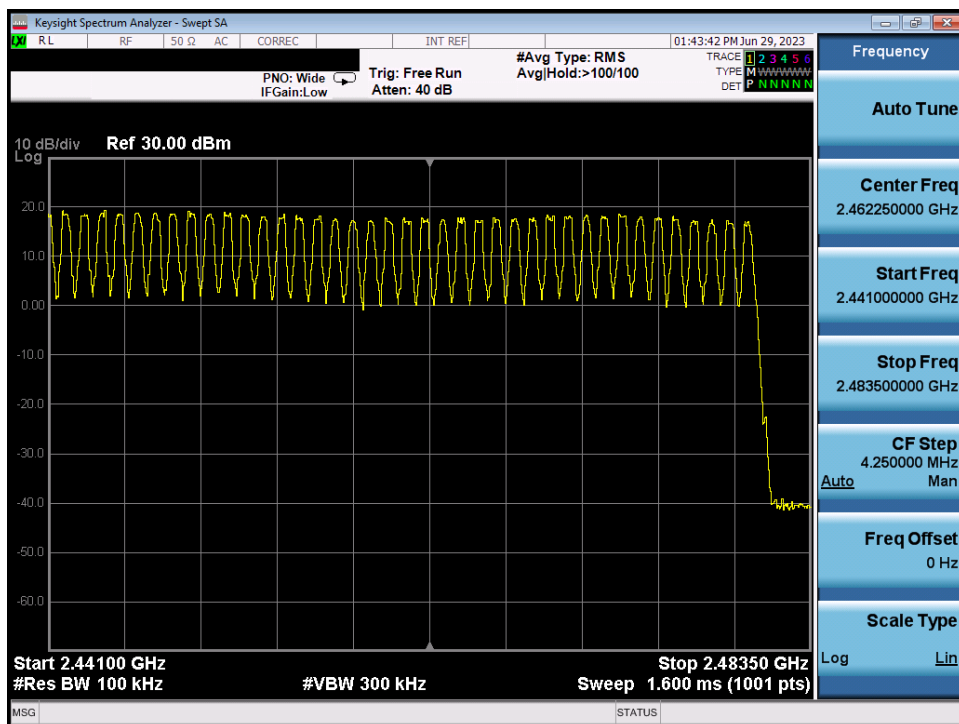 Keysight Spectrum Analyzer - Swept SA
LXI RL RF 50 Ω AC CORREC INT REF 01:43:42 PM Jun 29, 2023
PNO: Wide Trig: Free Run #Avg Type: RMS TRACE 1 2 3 4 5 6
IFGain:Low Atten: 40 dB Avg|Hold:>100/100 TYPE M W W W W W
DET P N N N N N
Frequency
10 dB/div Ref 30.00 dBm
Log
20.0
10.0
0.00
-10.0
-20.0
-30.0
-40.0
-50.0
-60.0
Start 2.44100 GHz Stop 2.48350 GHz
#Res BW 100 kHz #VBW 300 kHz Sweep 1.600 ms (1001 pts)
Auto Tune
Center Freq
2.462250000 GHz
Start Freq
2.441000000 GHz
Stop Freq
2.483500000 GHz
CF Step
4.250000 MHz
Auto Man
Freq Offset
0 Hz
Scale Type
Log Lin
MSG STATUS